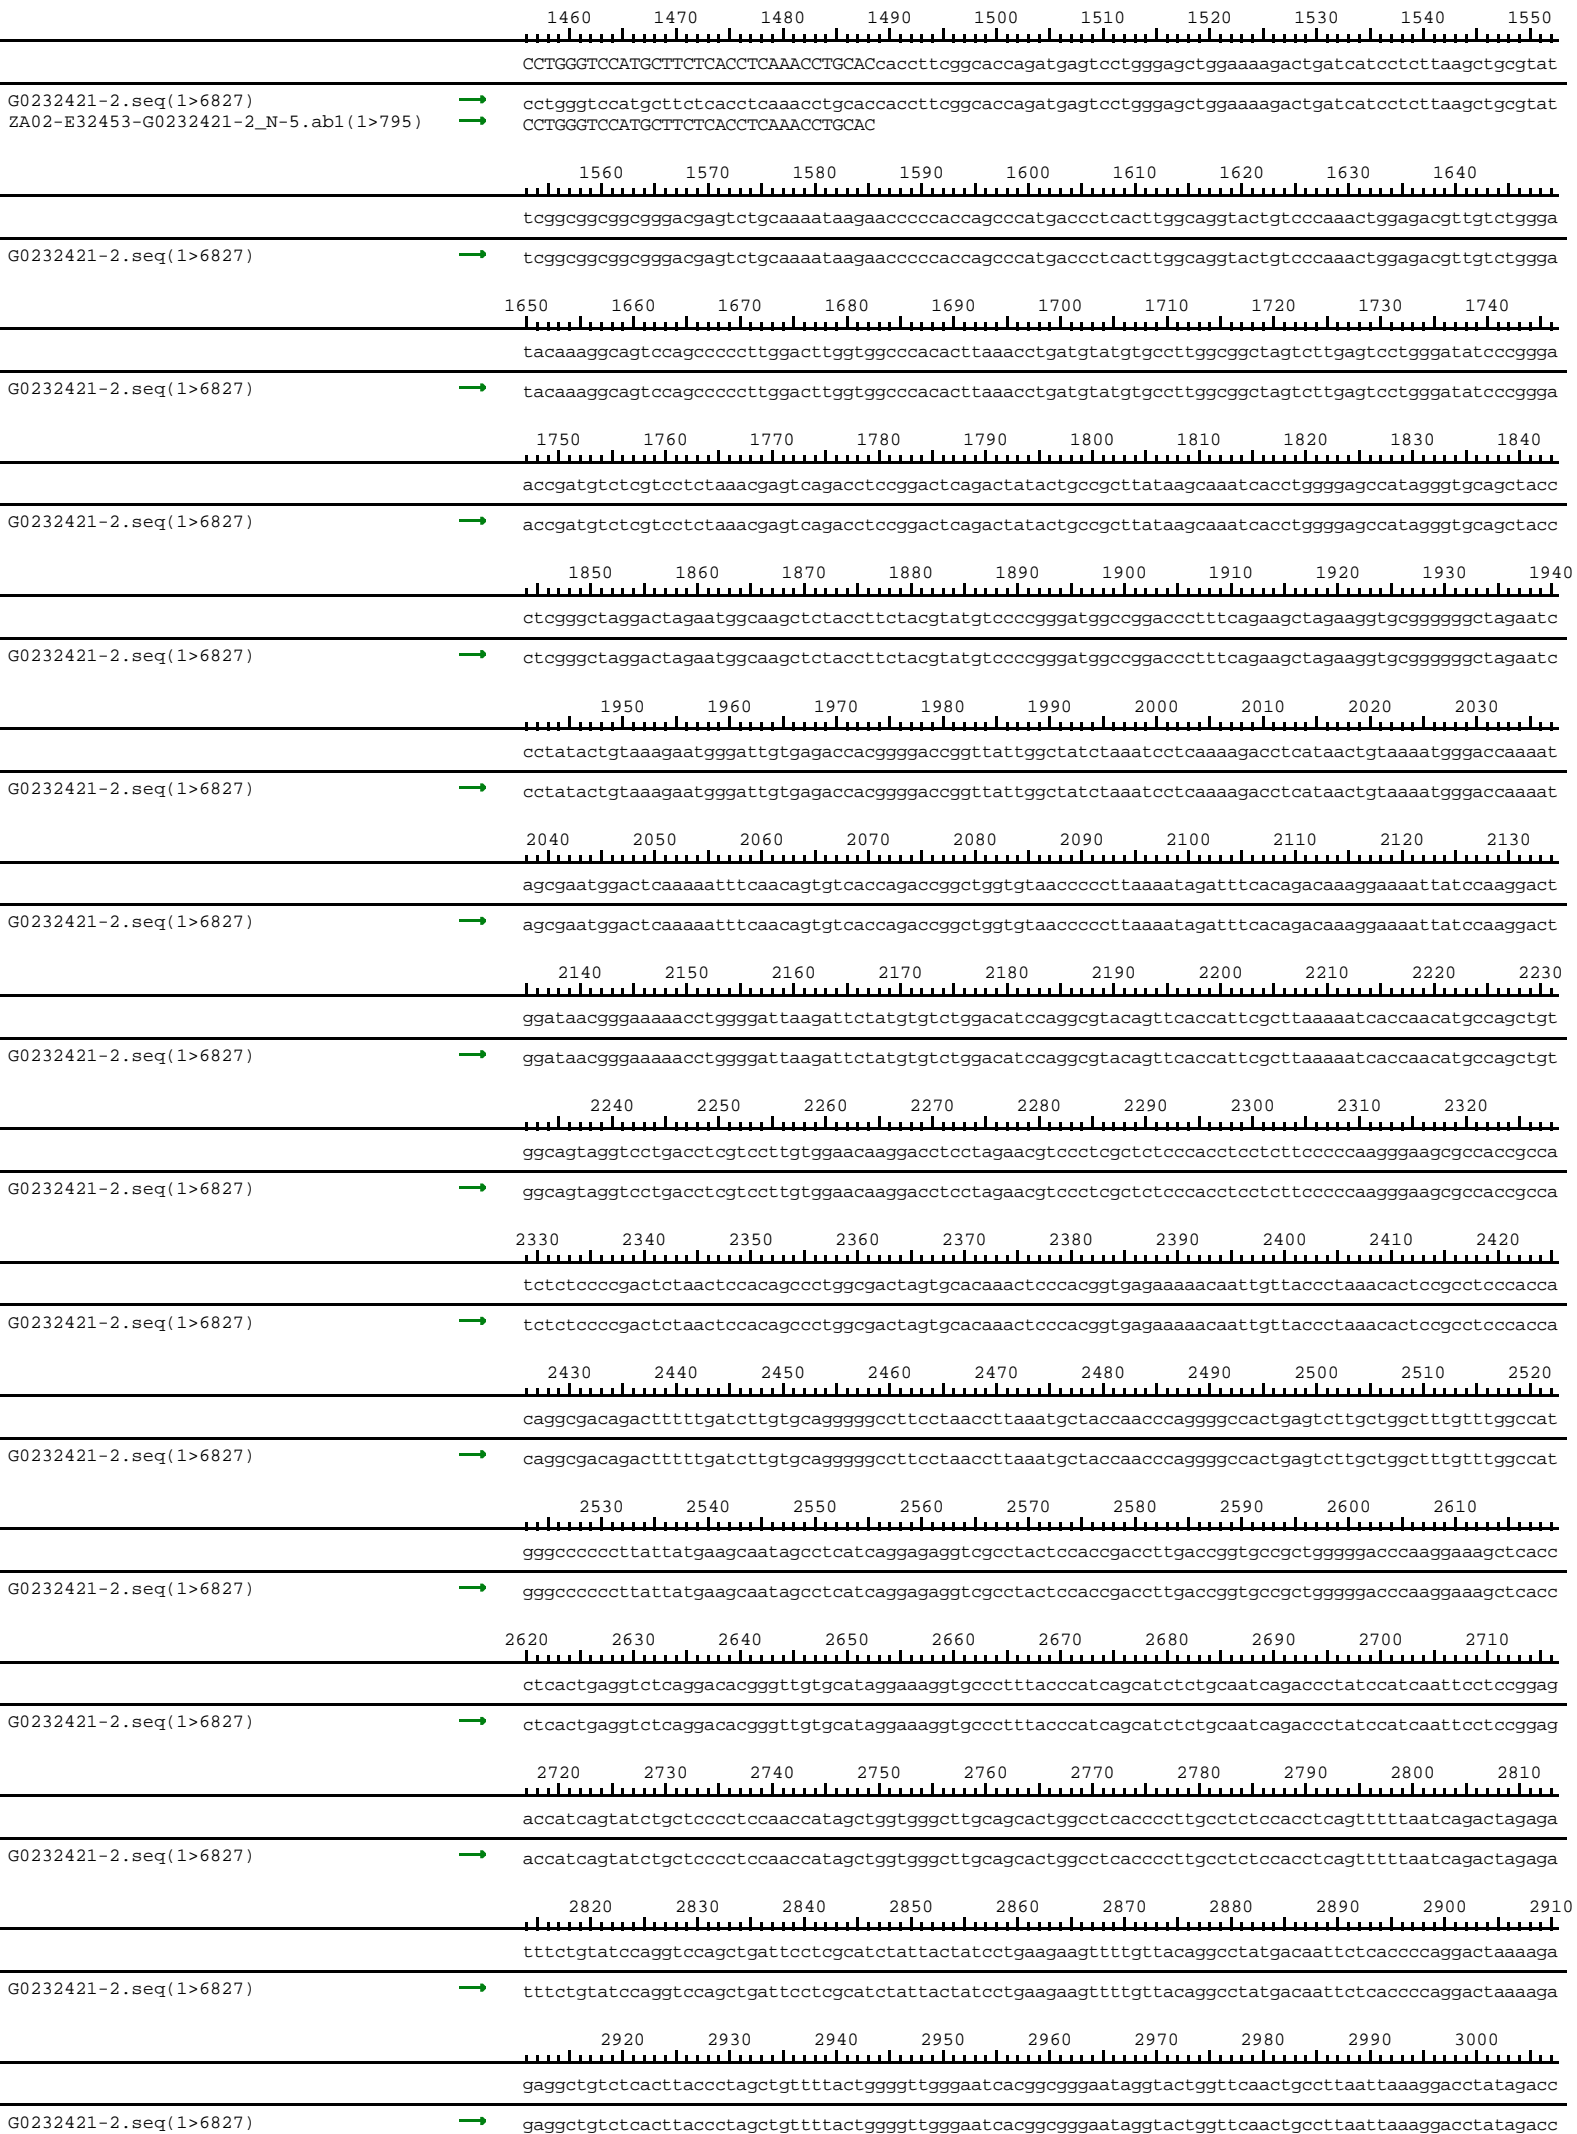 1460 1470 1480 1490 1500 1510 1520 1530 1540 1550
CCTGGGTCCATGCTTCTCACCTCAAACCTGCACcaccttcggcaccagatgagtcctgggagctggaaaagactgatcatcctcttaagctgcgtat
G0232421-2.seq(1>6827) cctgggtccatgcttctcacctcaaacctgcaccaccttcggcaccagatgagtcctgggagctggaaaagactgatcatcctcttaagctgcgtat
ZA02-E32453-G0232421-2_N-5.ab1(1>795) CCTGGGTCCATGCTTCTCACCTCAAACCTGCAC
1560 1570 1580 1590 1600 1610 1620 1630 1640
tcggcggcggcgggacgagtctgcaaaataagaacccccaccagcccatgaccctcacttggcaggtactgtcccaaactggagacgttgtctggga
G0232421-2.seq(1>6827) tcggcggcggcgggacgagtctgcaaaataagaacccccaccagcccatgaccctcacttggcaggtactgtcccaaactggagacgttgtctggga
1650 1660 1670 1680 1690 1700 1710 1720 1730 1740
tacaaaggcagtccagcccccttggacttggtggcccacacttaaacctgatgtatgtgccttggcggctagtcttgagtcctgggatatcccggga
G0232421-2.seq(1>6827) tacaaaggcagtccagcccccttggacttggtggcccacacttaaacctgatgtatgtgccttggcggctagtcttgagtcctgggatatcccggga
1750 1760 1770 1780 1790 1800 1810 1820 1830 1840
accgatgtctcgtcctctaaacgagtcagacctccggactcagactatactgccgcttataagcaaatcacctggggagccatagggtgcagctacc
G0232421-2.seq(1>6827) accgatgtctcgtcctctaaacgagtcagacctccggactcagactatactgccgcttataagcaaatcacctggggagccatagggtgcagctacc
1850 1860 1870 1880 1890 1900 1910 1920 1930 1940
ctcgggctaggactagaatggcaagctctaccttctacgtatgtccccgggatggccggaccctttcagaagctagaaggtgcggggggctagaatc
G0232421-2.seq(1>6827) ctcgggctaggactagaatggcaagctctaccttctacgtatgtccccgggatggccggaccctttcagaagctagaaggtgcggggggctagaatc
1950 1960 1970 1980 1990 2000 2010 2020 2030
cctatactgtaaagaatgggattgtgagaccacggggaccggttattggctatctaaatcctcaaaagacctcataactgtaaaatgggaccaaaat
G0232421-2.seq(1>6827) cctatactgtaaagaatgggattgtgagaccacggggaccggttattggctatctaaatcctcaaaagacctcataactgtaaaatgggaccaaaat
2040 2050 2060 2070 2080 2090 2100 2110 2120 2130
agcgaatggactcaaaaatttcaacagtgtcaccagaccggctggtgtaacccccttaaaatagatttcacagacaaaggaaaattatccaaggact
G0232421-2.seq(1>6827) agcgaatggactcaaaaatttcaacagtgtcaccagaccggctggtgtaacccccttaaaatagatttcacagacaaaggaaaattatccaaggact
2140 2150 2160 2170 2180 2190 2200 2210 2220 2230
ggataacgggaaaaacctggggattaagattctatgtgtctggacatccaggcgtacagttcaccattcgcttaaaaatcaccaacatgccagctgt
G0232421-2.seq(1>6827) ggataacgggaaaaacctggggattaagattctatgtgtctggacatccaggcgtacagttcaccattcgcttaaaaatcaccaacatgccagctgt
2240 2250 2260 2270 2280 2290 2300 2310 2320
ggcagtaggtcctgacctcgtccttgtggaacaaggacctcctagaacgtccctcgctctcccacctcctcttcccccaagggaagcgccaccgcca
G0232421-2.seq(1>6827) ggcagtaggtcctgacctcgtccttgtggaacaaggacctcctagaacgtccctcgctctcccacctcctcttcccccaagggaagcgccaccgcca
2330 2340 2350 2360 2370 2380 2390 2400 2410 2420
tctctccccgactctaactccacagccctggcgactagtgcacaaactcccacggtgagaaaaacaattgttaccctaaacactccgcctcccacca
G0232421-2.seq(1>6827) tctctccccgactctaactccacagccctggcgactagtgcacaaactcccacggtgagaaaaacaattgttaccctaaacactccgcctcccacca
2430 2440 2450 2460 2470 2480 2490 2500 2510 2520
caggcgacagactttttgatcttgtgcagggggccttcctaaccttaaatgctaccaacccaggggccactgagtcttgctggctttgtttggccat
G0232421-2.seq(1>6827) caggcgacagactttttgatcttgtgcagggggccttcctaaccttaaatgctaccaacccaggggccactgagtcttgctggctttgtttggccat
2530 2540 2550 2560 2570 2580 2590 2600 2610
gggccccccttattatgaagcaatagcctcatcaggagaggtcgcctactccaccgaccttgaccggtgccgctgggggacccaaggaaagctcacc
G0232421-2.seq(1>6827) gggccccccttattatgaagcaatagcctcatcaggagaggtcgcctactccaccgaccttgaccggtgccgctgggggacccaaggaaagctcacc
2620 2630 2640 2650 2660 2670 2680 2690 2700 2710
ctcactgaggtctcaggacacgggttgtgcataggaaaggtgccctttacccatcagcatctctgcaatcagaccctatccatcaattcctccggag
G0232421-2.seq(1>6827) ctcactgaggtctcaggacacgggttgtgcataggaaaggtgccctttacccatcagcatctctgcaatcagaccctatccatcaattcctccggag
2720 2730 2740 2750 2760 2770 2780 2790 2800 2810
accatcagtatctgctcccctccaaccatagctggtgggcttgcagcactggcctcaccccttgcctctccacctcagtttttaatcagactagaga
G0232421-2.seq(1>6827) accatcagtatctgctcccctccaaccatagctggtgggcttgcagcactggcctcaccccttgcctctccacctcagtttttaatcagactagaga
2820 2830 2840 2850 2860 2870 2880 2890 2900 2910
tttctgtatccaggtccagctgattcctcgcatctattactatcctgaagaagttttgttacaggcctatgacaattctcaccccaggactaaaaga
G0232421-2.seq(1>6827) tttctgtatccaggtccagctgattcctcgcatctattactatcctgaagaagttttgttacaggcctatgacaattctcaccccaggactaaaaga
2920 2930 2940 2950 2960 2970 2980 2990 3000
gaggctgtctcacttaccctagctgttttactggggttgggaatcacggcgggaataggtactggttcaactgccttaattaaaggacctatagacc
G0232421-2.seq(1>6827) gaggctgtctcacttaccctagctgttttactggggttgggaatcacggcgggaataggtactggttcaactgccttaattaaaggacctatagacc